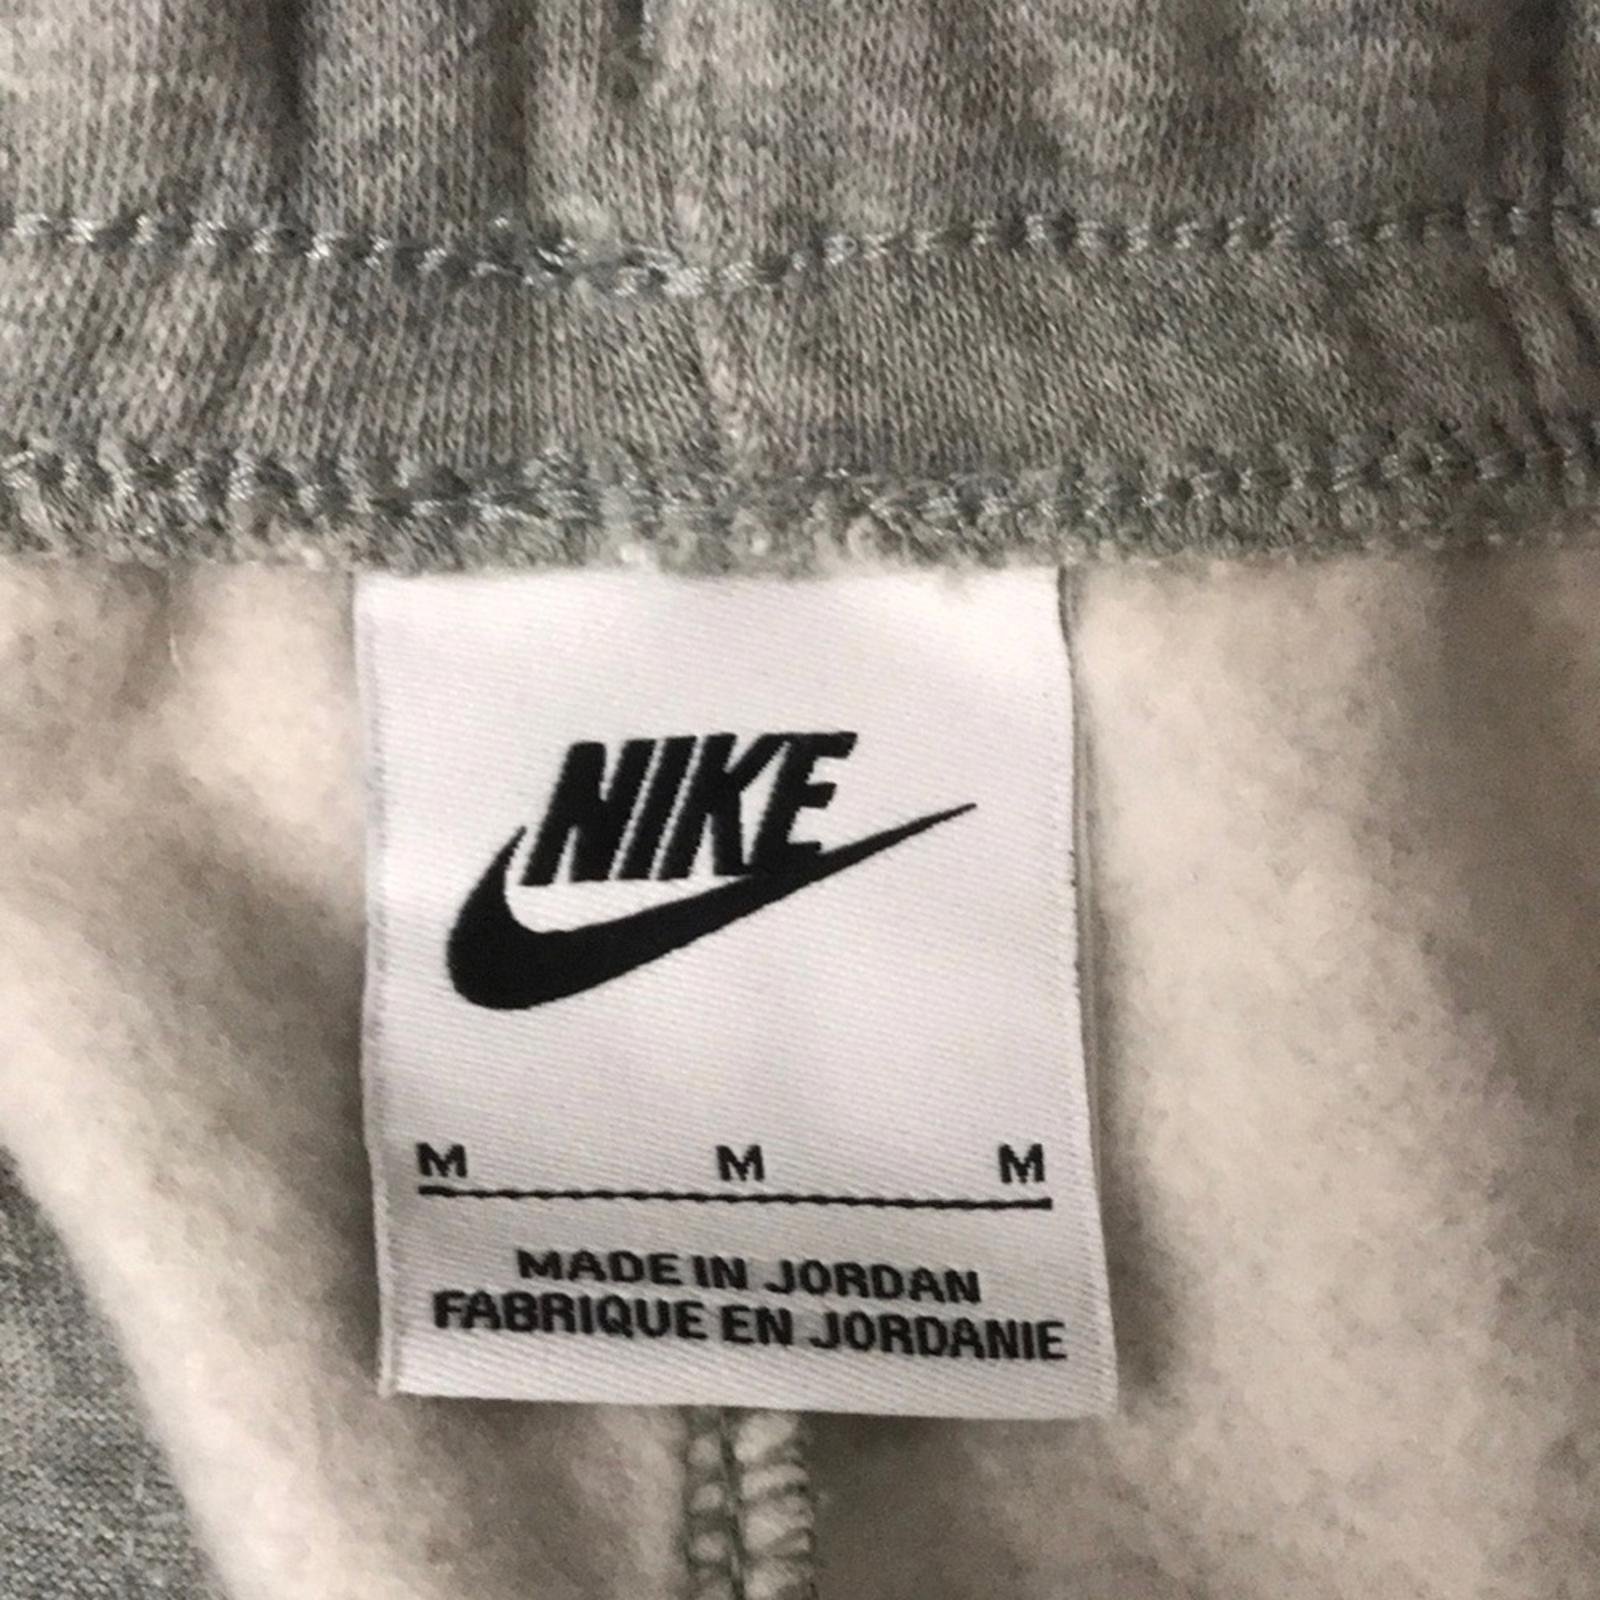 NIKE
M M M
MADE IN JORDAN
FABRIQUE EN JORDANIE